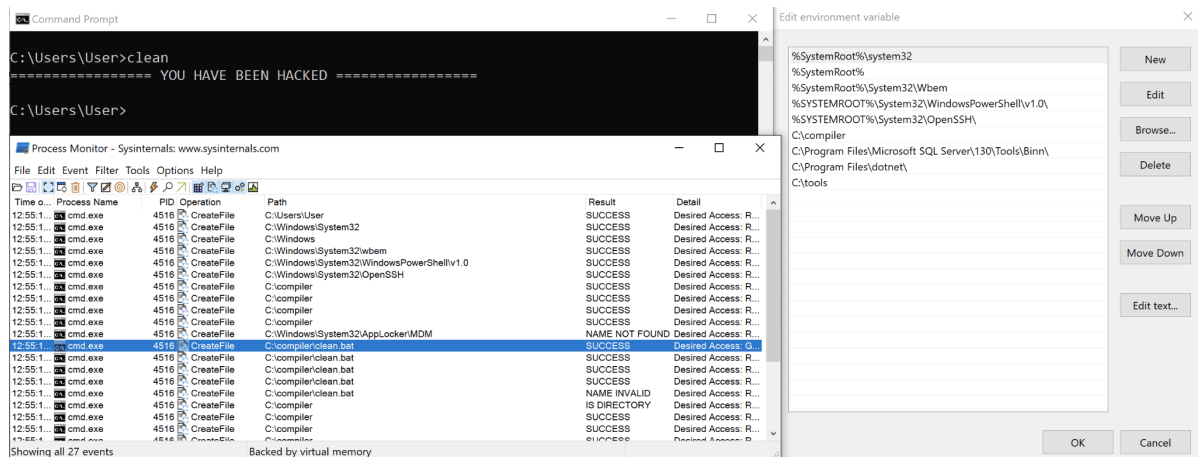 Command Prompt
C:\Users\User>clean
================ YOU HAVE BEEN HACKED ================
C:\Users\User>
Process Monitor - Sysinternals: www.sysinternals.com
File Edit Event Filter Tools Options Help
Time o... Process Name PID Operation Path Result Detail
12:55:1... cmd.exe 4516 CreateFile C:\Users\User SUCCESS Desired Access: R...
12:55:1... cmd.exe 4516 CreateFile C:\Windows\System32 SUCCESS Desired Access: R...
12:55:1... cmd.exe 4516 CreateFile C:\Windows SUCCESS Desired Access: R...
12:55:1... cmd.exe 4516 CreateFile C:\Windows\System32\wbem SUCCESS Desired Access: R...
12:55:1... cmd.exe 4516 CreateFile C:\Windows\System32\WindowsPowerShell\v1.0 SUCCESS Desired Access: R...
12:55:1... cmd.exe 4516 CreateFile C:\Windows\System32\OpenSSH SUCCESS Desired Access: R...
12:55:1... cmd.exe 4516 CreateFile C:\compiler SUCCESS Desired Access: R...
12:55:1... cmd.exe 4516 CreateFile C:\compiler SUCCESS Desired Access: R...
12:55:1... cmd.exe 4516 CreateFile C:\compiler SUCCESS Desired Access: R...
12:55:1... cmd.exe 4516 CreateFile C:\compiler SUCCESS Desired Access: R...
12:55:1... cmd.exe 4516 CreateFile C:\Windows\System32\AppLocker\MDM NAME NOT FOUND Desired Access: R...
12:55:1... cmd.exe 4516 CreateFile C:\compiler\clean.bat SUCCESS Desired Access: G...
12:55:1... cmd.exe 4516 CreateFile C:\compiler\clean.bat SUCCESS Desired Access: R...
12:55:1... cmd.exe 4516 CreateFile C:\compiler\clean.bat SUCCESS Desired Access: R...
12:55:1... cmd.exe 4516 CreateFile C:\compiler\clean.bat SUCCESS Desired Access: R...
12:55:1... cmd.exe 4516 CreateFile C:\compiler\clean.bat NAME INVALID Desired Access: R...
12:55:1... cmd.exe 4516 CreateFile C:\compiler IS DIRECTORY Desired Access: R...
12:55:1... cmd.exe 4516 CreateFile C:\compiler SUCCESS Desired Access: R...
12:55:1... cmd.exe 4516 CreateFile C:\compiler SUCCESS Desired Access: R...
12:55:1... cmd.exe 4516 CreateFile C:\compiler SUCCESS Desired Access: R...
Showing all 27 events Backed by virtual memory
Edit environment variable
%SystemRoot%\system32
%SystemRoot%
%SystemRoot%\System32\Wbem
%SYSTEMROOT%\System32\WindowsPowerShell\v1.0\
%SYSTEMROOT%\System32\OpenSSH\
C:\compiler
C:\Program Files\Microsoft SQL Server\130\Tools\Binn\
C:\Program Files\dotnet\
C:\tools
New
Edit
Browse...
Delete
Move Up
Move Down
Edit text...
OK Cancel